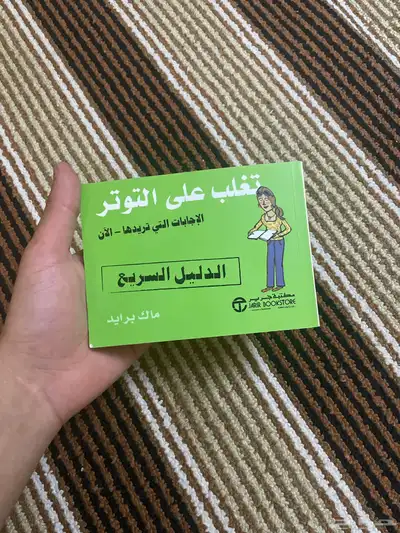 تغلب على التوتر
الإجابات التي تريدها - الآن
الدليل السريع
مكتبة جرير
JARIR BOOKSTORE
ماك برايد